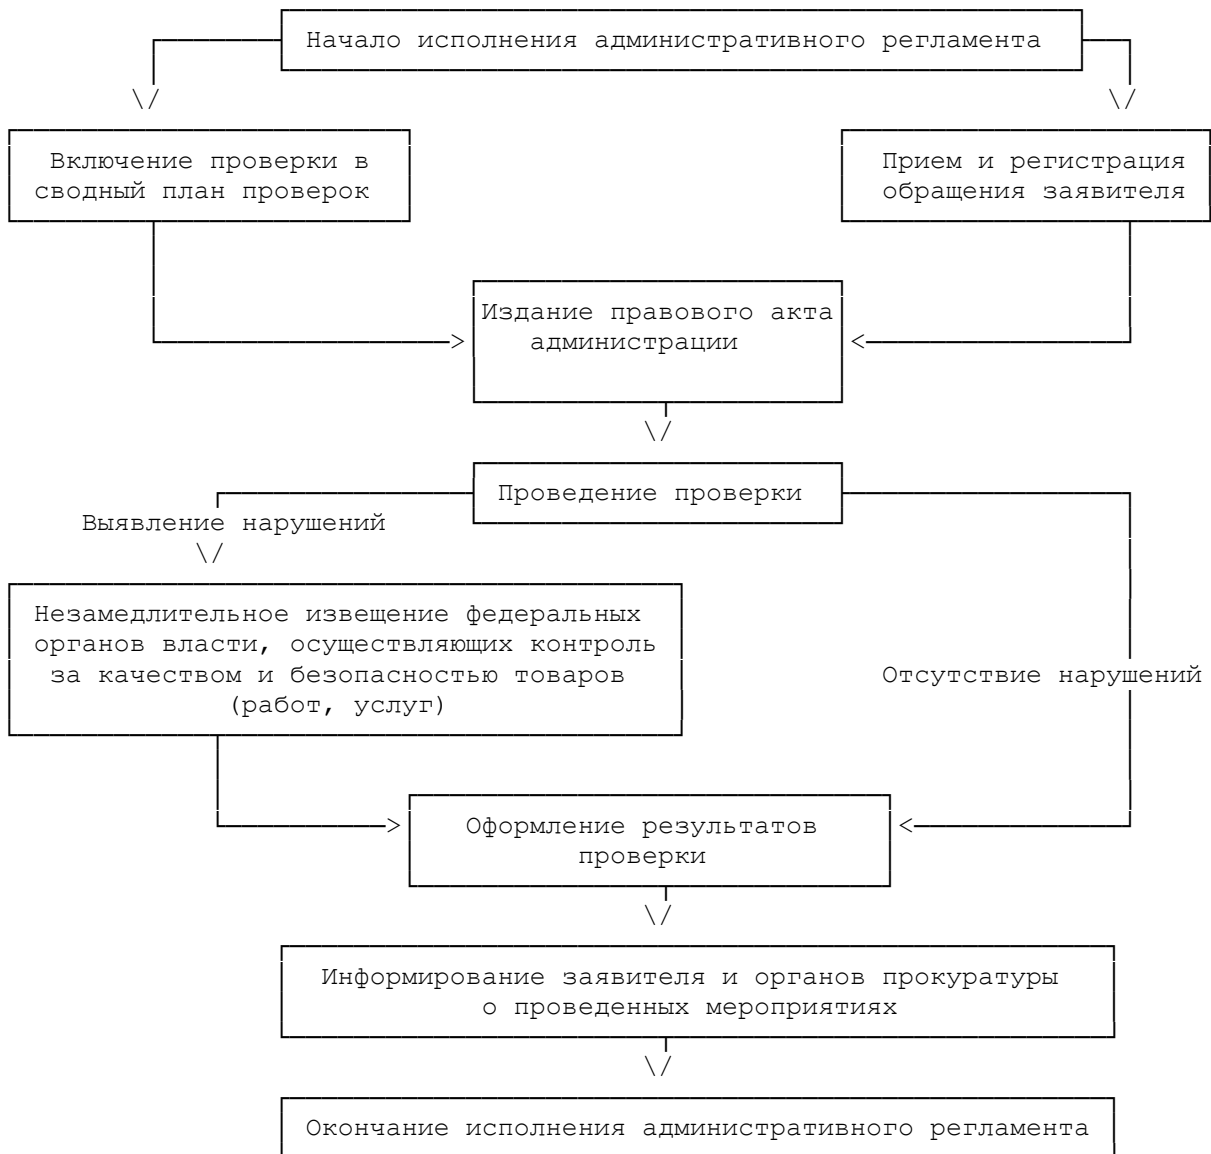 Начало исполнения административного регламента
Включение проверки в
сводный план проверок
Прием и регистрация
обращения заявителя
Издание правового акта
администрации
Проведение проверки
Выявление нарушений
Незамедлительное извещение федеральных
органов власти, осуществляющих контроль
за качеством и безопасностью товаров
(работ, услуг)
Отсутствие нарушений
Оформление результатов
проверки
Информирование заявителя и органов прокуратуры
о проведенных мероприятиях
Окончание исполнения административного регламента